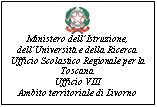 Ministero dell'Istruzione,
dell'Università e della Ricerca
Ufficio Scolastico Regionale per la
Toscana
Ufficio VIII
Ambito territoriale di Livorno